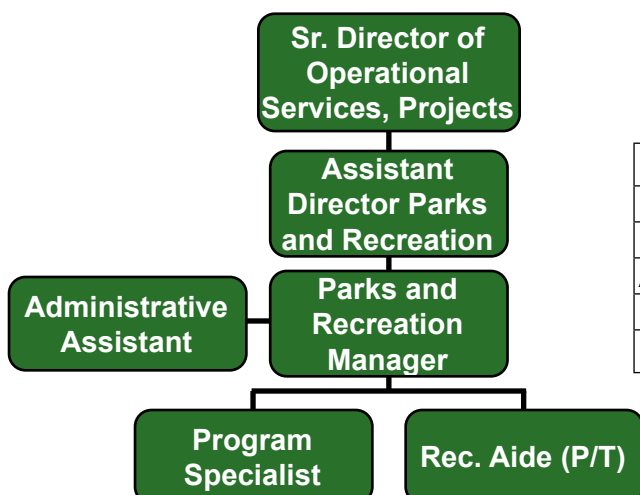 Sr. Director of
Operational
Services, Projects
Assistant
Director Parks
and Recreation
Administrative
Assistant
Parks and
Recreation
Manager
Program
Specialist
Rec. Aide (P/T)